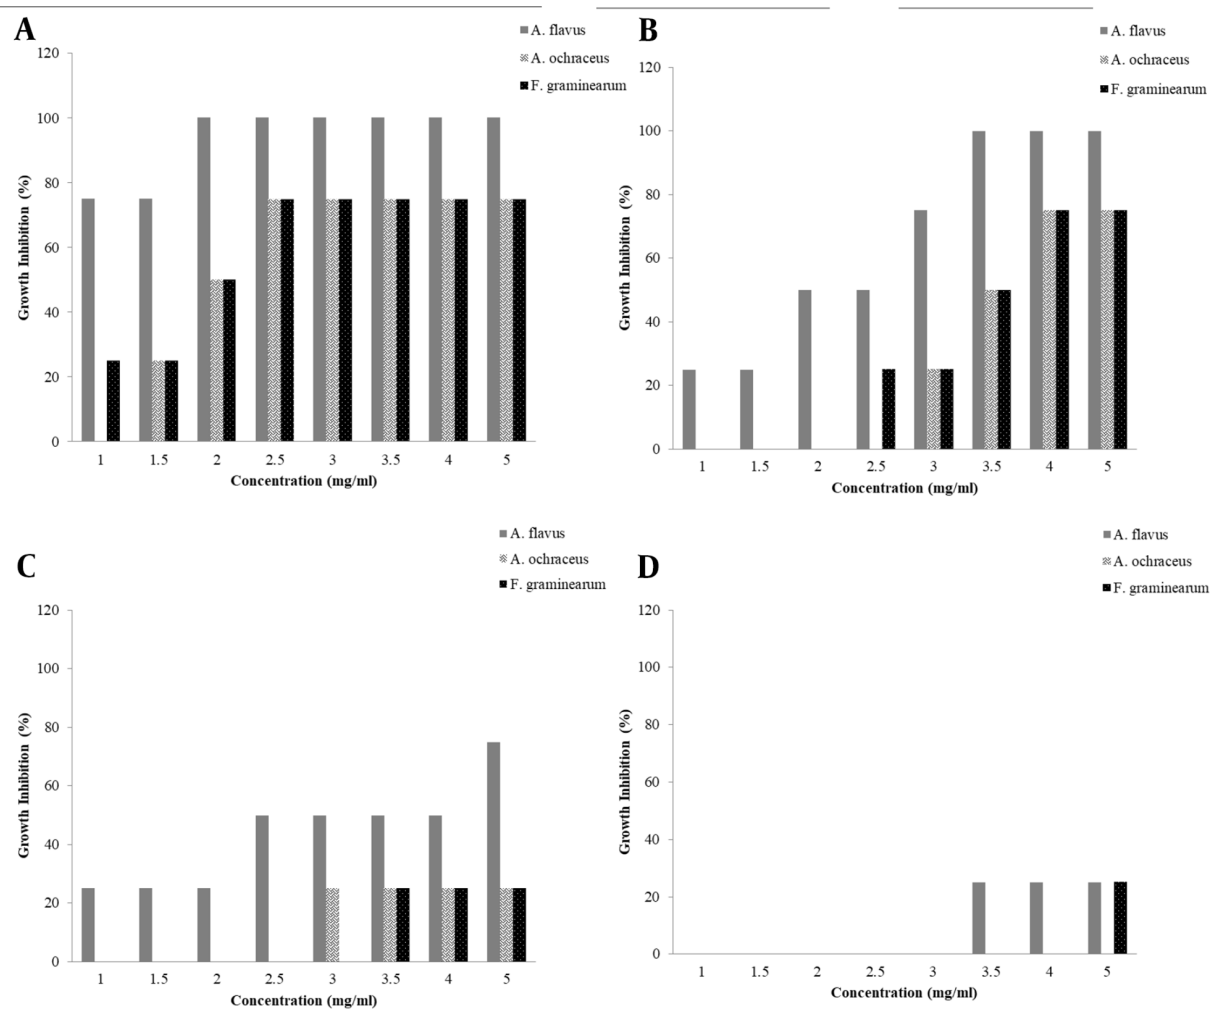 A
A. flavus
A. ochraceus
F. graminearum
120
100
80
60
40
20
0
Growth Inhibition (%)
1 1.5 2 2.5 3 3.5 4 5
Concentration (mg/ml)
B
A. flavus
A. ochraceus
F. graminearum
120
100
80
60
40
20
0
Growth Inhibition (%)
1 1.5 2 2.5 3 3.5 4 5
Concentration (mg/ml)
C
A. flavus
A. ochraceus
F. graminearum
120
100
80
60
40
20
0
Growth Inhibition (%)
1 1.5 2 2.5 3 3.5 4 5
Concentration (mg/ml)
D
A. flavus
A. ochraceus
F. graminearum
120
100
80
60
40
20
0
Growth Inhibition (%)
1 1.5 2 2.5 3 3.5 4 5
Concentration (mg/ml)